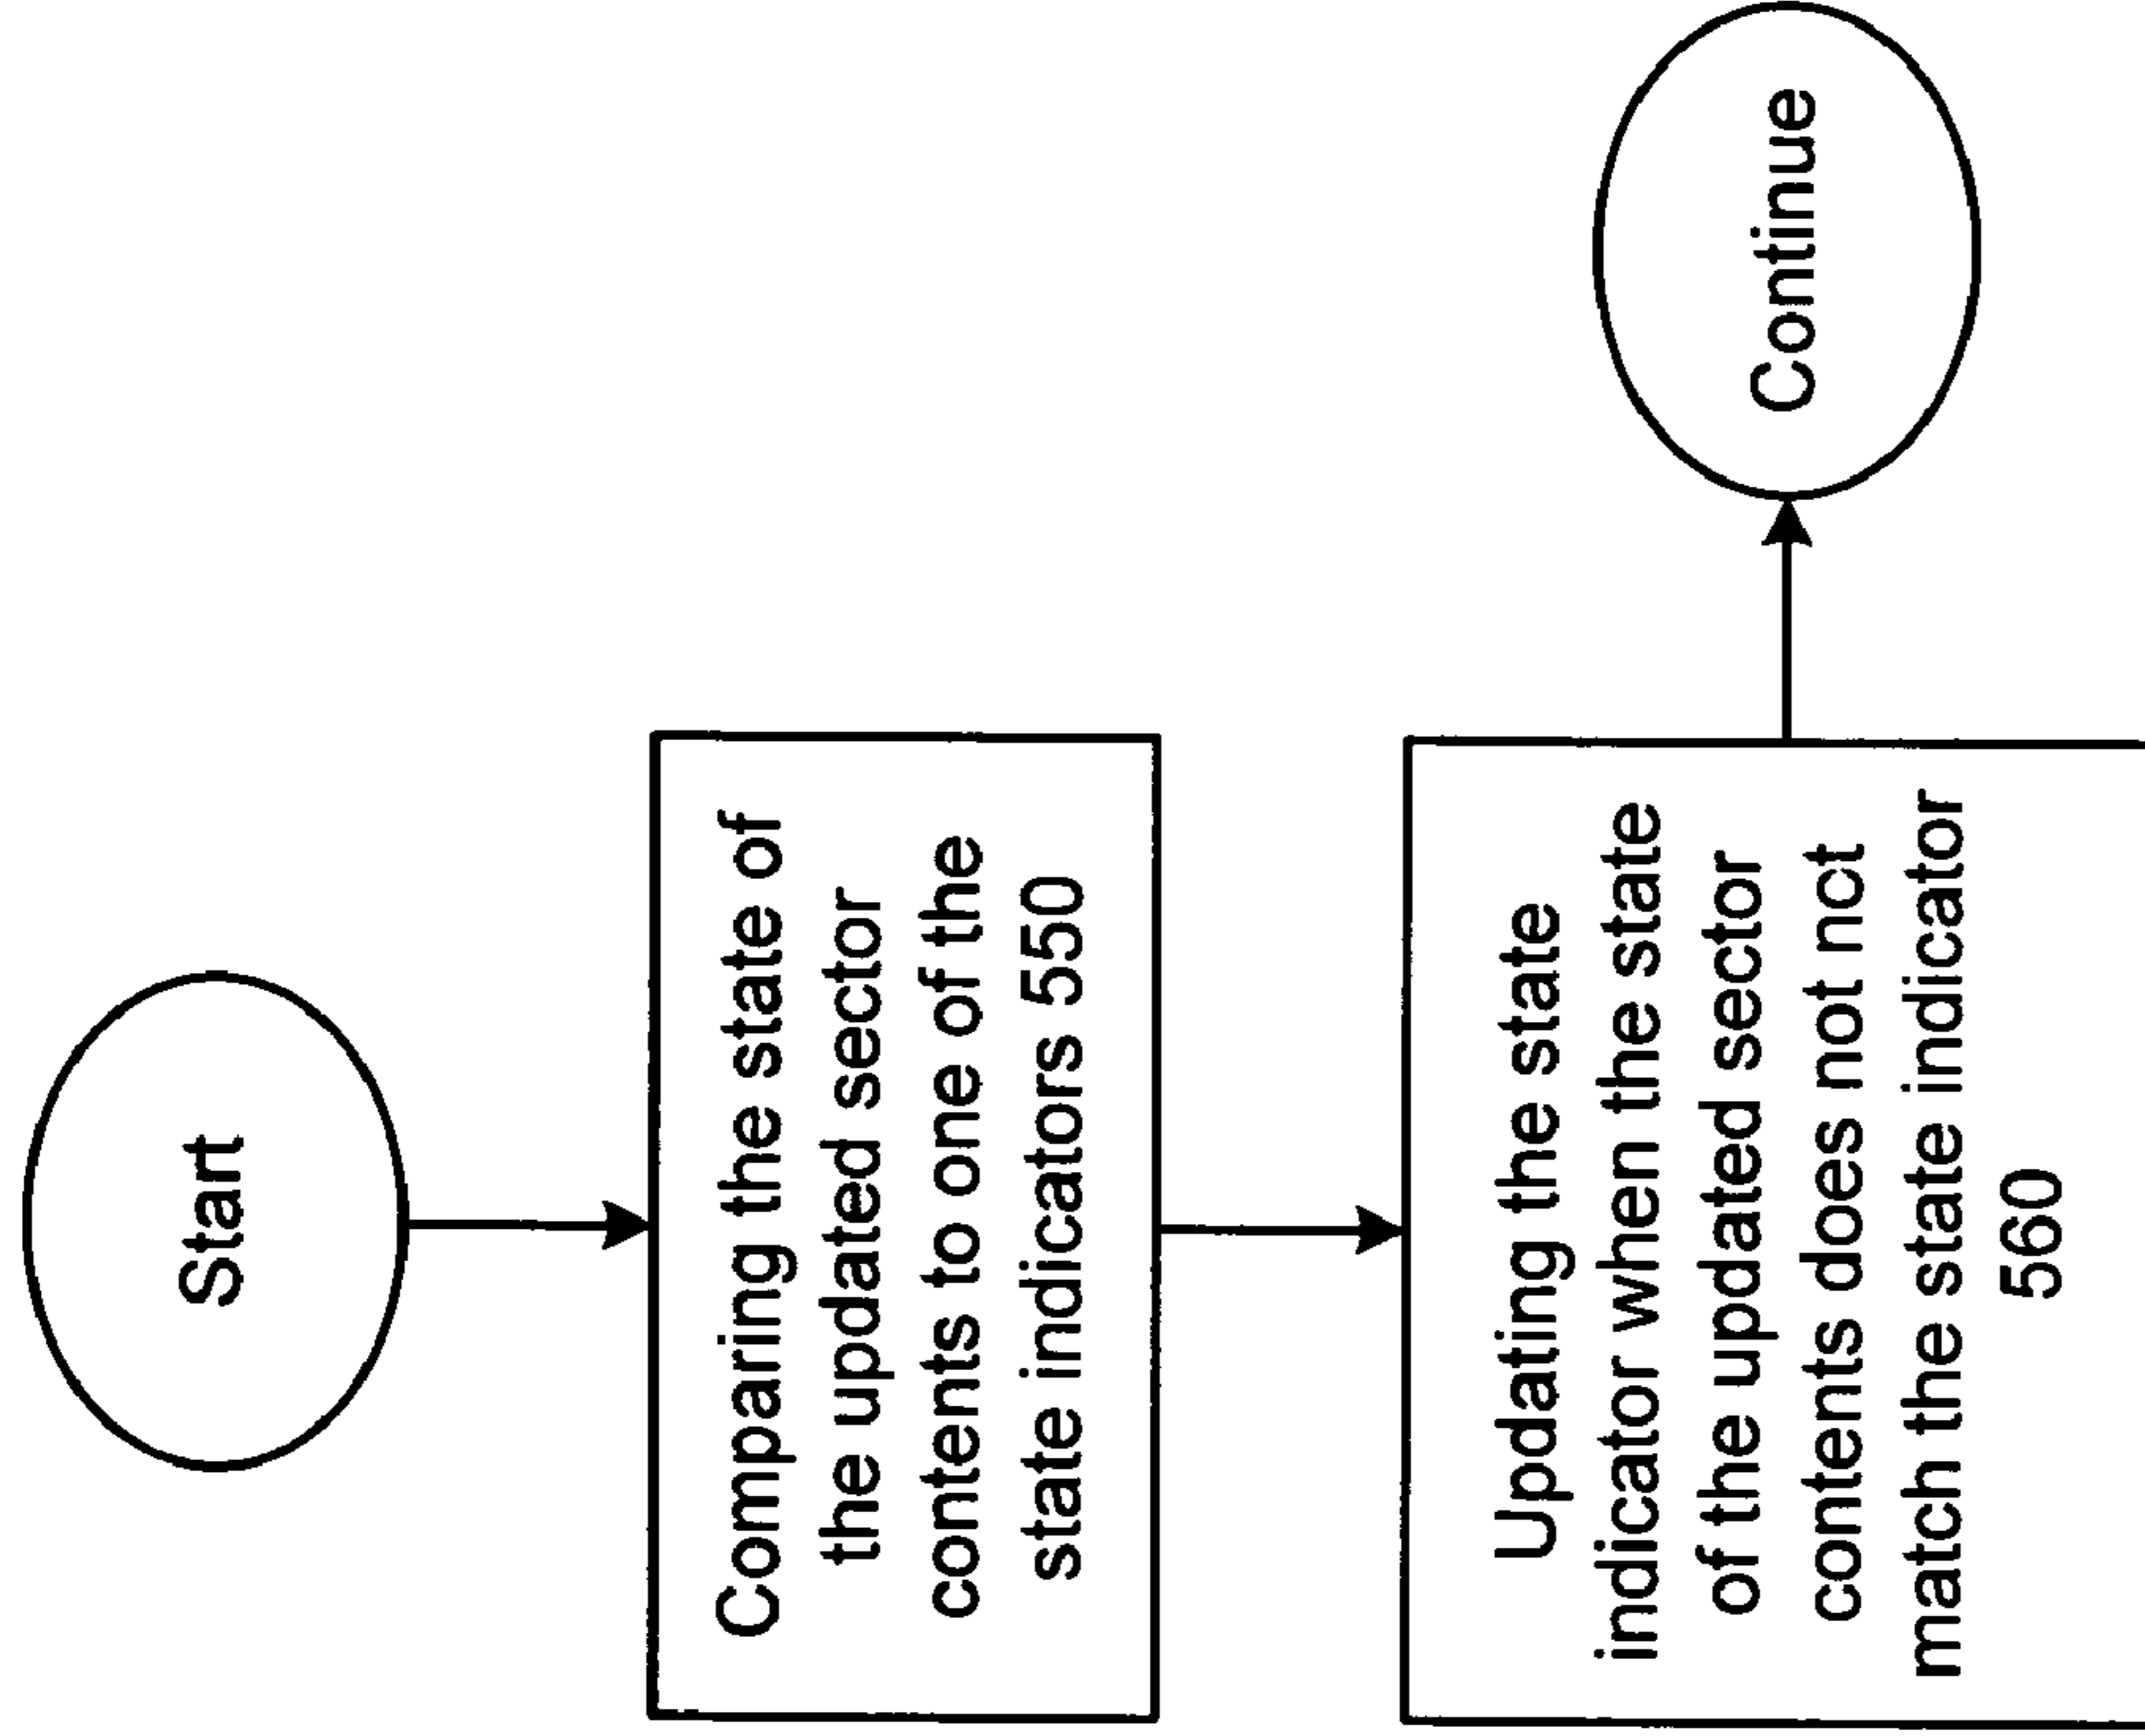 Start
Comparing the state of
the updated sector
contents to one of the
state indicators 550
Updating the state
indicator when the state
of the updated sector
contents does not nct
match the state indicator
560
Continue